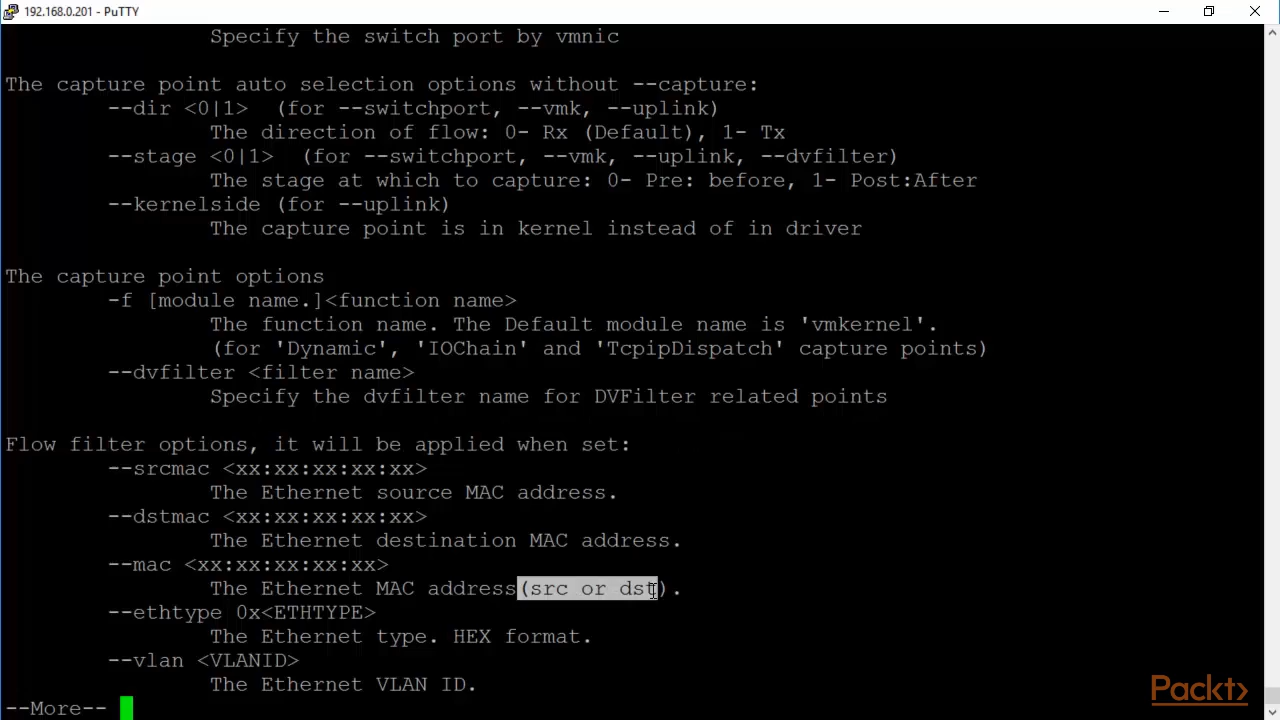 192.168.0.201 - PuTTY
Specify the switch port by vmnic
The capture point auto selection options without --capture:
--dir <0|1>  (for --switchport, --vmk, --uplink)
The direction of flow: 0- Rx (Default), 1- Tx
--stage <0|1>  (for --switchport, --vmk, --uplink, --dvfilter)
The stage at which to capture: 0- Pre: before, 1- Post:After
--kernelside (for --uplink)
The capture point is in kernel instead of in driver
The capture point options
-f [module name.]<function name>
The function name. The Default module name is 'vmkernel'.
(for 'Dynamic', 'IOChain' and 'TcpipDispatch' capture points)
--dvfilter <filter name>
Specify the dvfilter name for DVFilter related points
Flow filter options, it will be applied when set:
--srcmac <xx:xx:xx:xx:xx>
The Ethernet source MAC address.
--dstmac <xx:xx:xx:xx:xx>
The Ethernet destination MAC address.
--mac <xx:xx:xx:xx:xx>
The Ethernet MAC address(src or dst).
--ethtype 0x<ETHTYPE>
The Ethernet type. HEX format.
--vlan <VLANID>
The Ethernet VLAN ID.
--More--
Packt>